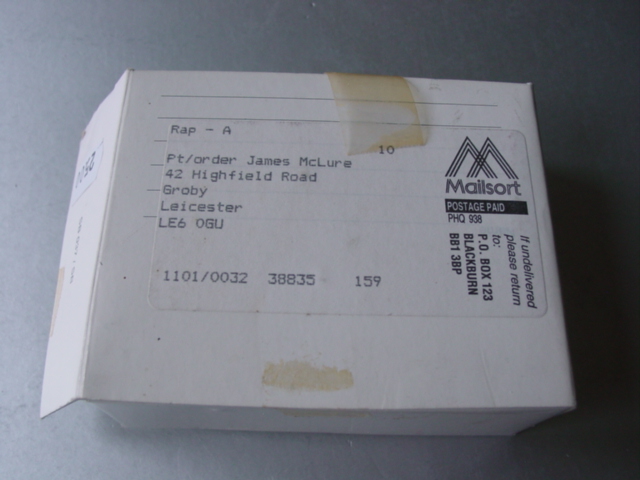 Rap - A
10
Pt/order James McLure
42 Highfield Road
Groby
Leicester
LE6 0GU
1101/0032 38835 159
Mailsort
POSTAGE PAID
PHQ 938
If undelivered
please return
to:
P.O. BOX 123
BLACKBURN
BB1 3BP